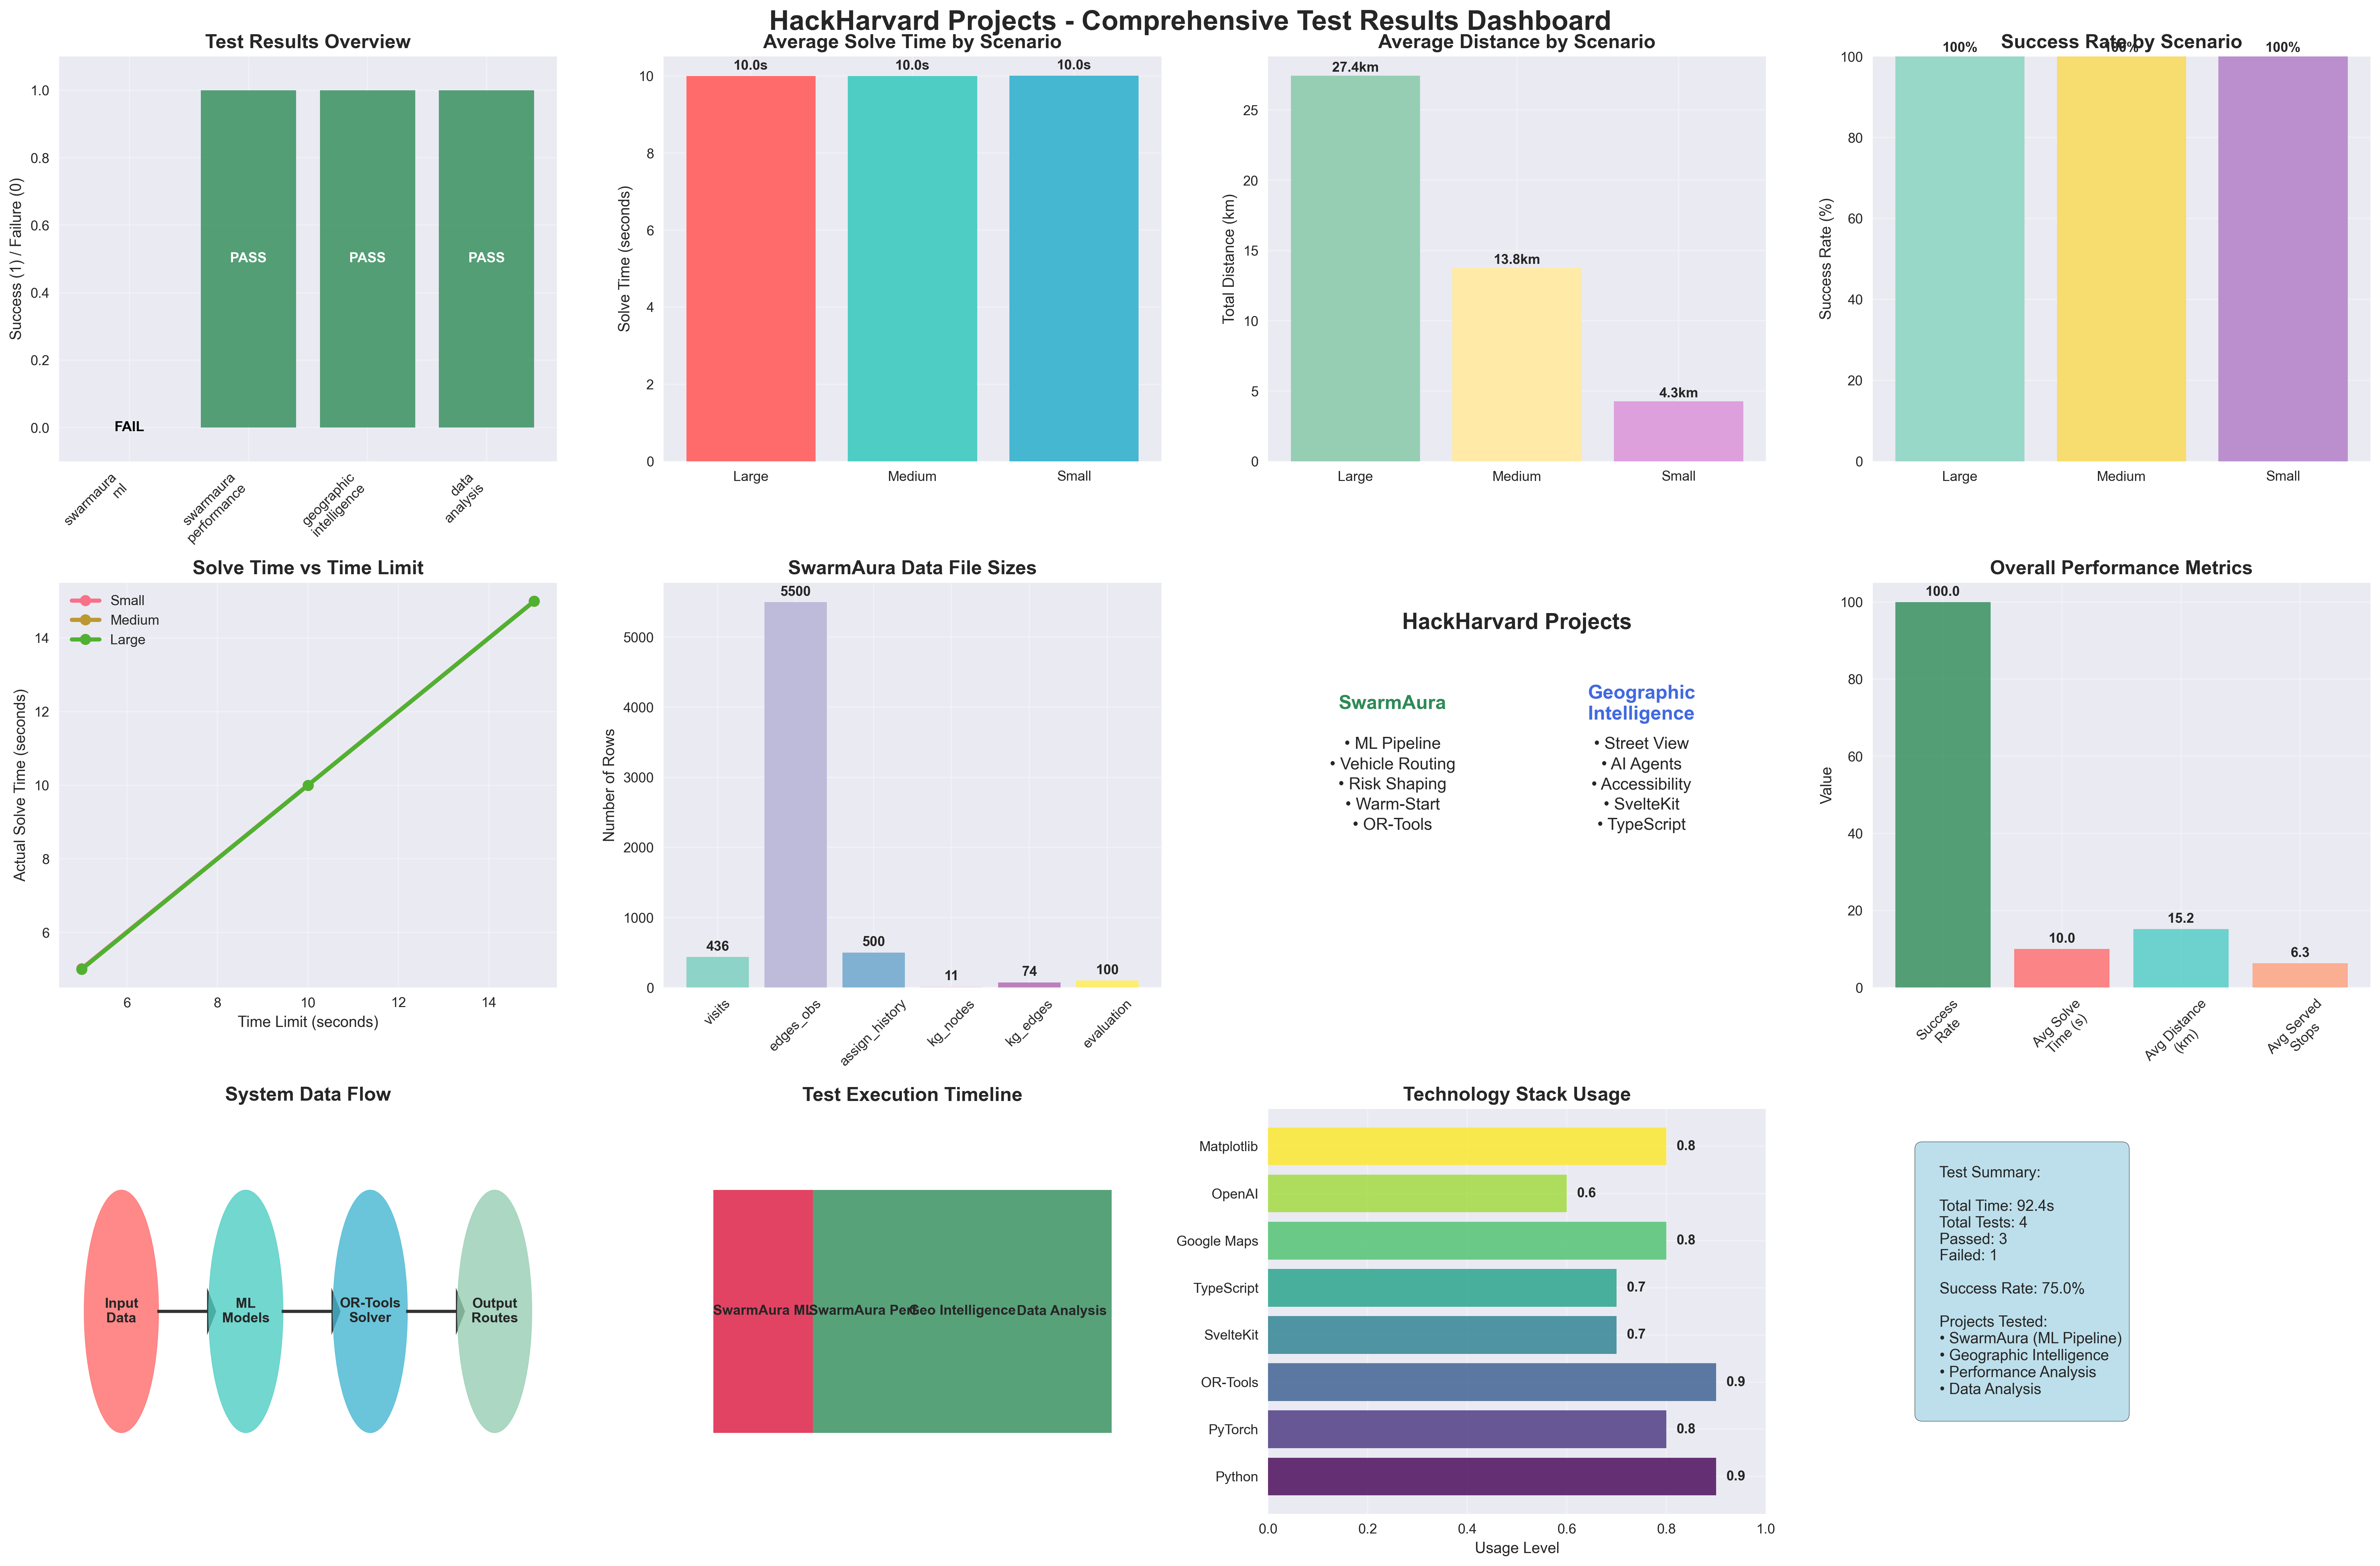 HackHarvard Projects - Comprehensive Test Results Dashboard
Test Results Overview
Success (1) / Failure (0)
1.0
0.8
0.6
0.4
0.2
0.0
FAIL
PASS
PASS
PASS
swarmaura
ml
swarmaura
performance
geographic
intelligence
data
analysis
Average Solve Time by Scenario
Solve Time (seconds)
10
8
6
4
2
0
10.0s
10.0s
10.0s
Large
Medium
Small
Average Distance by Scenario
Total Distance (km)
25
20
15
10
5
0
27.4km
13.8km
4.3km
Large
Medium
Small
Success Rate by Scenario
Success Rate (%)
100
80
60
40
20
0
100%
100%
100%
Large
Medium
Small
Solve Time vs Time Limit
Actual Solve Time (seconds)
14
12
10
8
6
Small
Medium
Large
6
8
10
12
14
Time Limit (seconds)
SwarmAura Data File Sizes
Number of Rows
5000
4000
3000
2000
1000
0
436
5500
500
11
74
100
visits
edges_obs
assign_history
kg_nodes
kg_edges
evaluation
HackHarvard Projects
SwarmAura
• ML Pipeline
• Vehicle Routing
• Risk Shaping
• Warm-Start
• OR-Tools
Geographic
Intelligence
• Street View
• AI Agents
• Accessibility
• SvelteKit
• TypeScript
Overall Performance Metrics
Value
100
80
60
40
20
0
100.0
10.0
15.2
6.3
Success
Rate
Avg Solve
Time (s)
Avg Distance
(km)
Avg Served
Stops
System Data Flow
Input
Data
ML
Models
OR-Tools
Solver
Output
Routes
Test Execution Timeline
SwarmAura ML
SwarmAura Perf
Geo Intelligence
Data Analysis
Technology Stack Usage
Matplotlib
OpenAI
Google Maps
TypeScript
SvelteKit
OR-Tools
PyTorch
Python
0.8
0.6
0.8
0.7
0.7
0.9
0.8
0.9
0.0
0.2
0.4
0.6
0.8
1.0
Usage Level
Test Summary:
Total Time: 92.4s
Total Tests: 4
Passed: 3
Failed: 1
Success Rate: 75.0%
Projects Tested:
• SwarmAura (ML Pipeline)
• Geographic Intelligence
• Performance Analysis
• Data Analysis